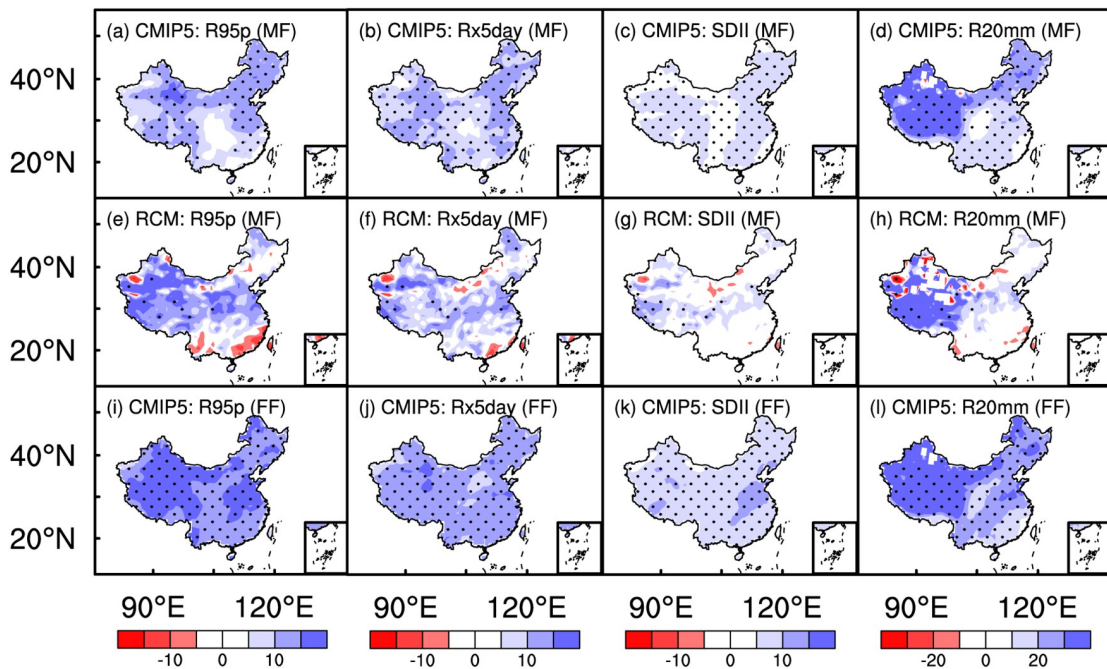 (a) CMIP5: R95p (MF)
(b) CMIP5: Rx5day (MF)
(c) CMIP5: SDII (MF)
(d) CMIP5: R20mm (MF)
40°N
20°N
(e) RCM: R95p (MF)
(f) RCM: Rx5day (MF)
(g) RCM: SDII (MF)
(h) RCM: R20mm (MF)
40°N
20°N
(i) CMIP5: R95p (FF)
(j) CMIP5: Rx5day (FF)
(k) CMIP5: SDII (FF)
(l) CMIP5: R20mm (FF)
40°N
20°N
90°E 120°E
90°E 120°E
90°E 120°E
90°E 120°E
-10 0 10
-10 0 10
-10 0 10
-20 0 20